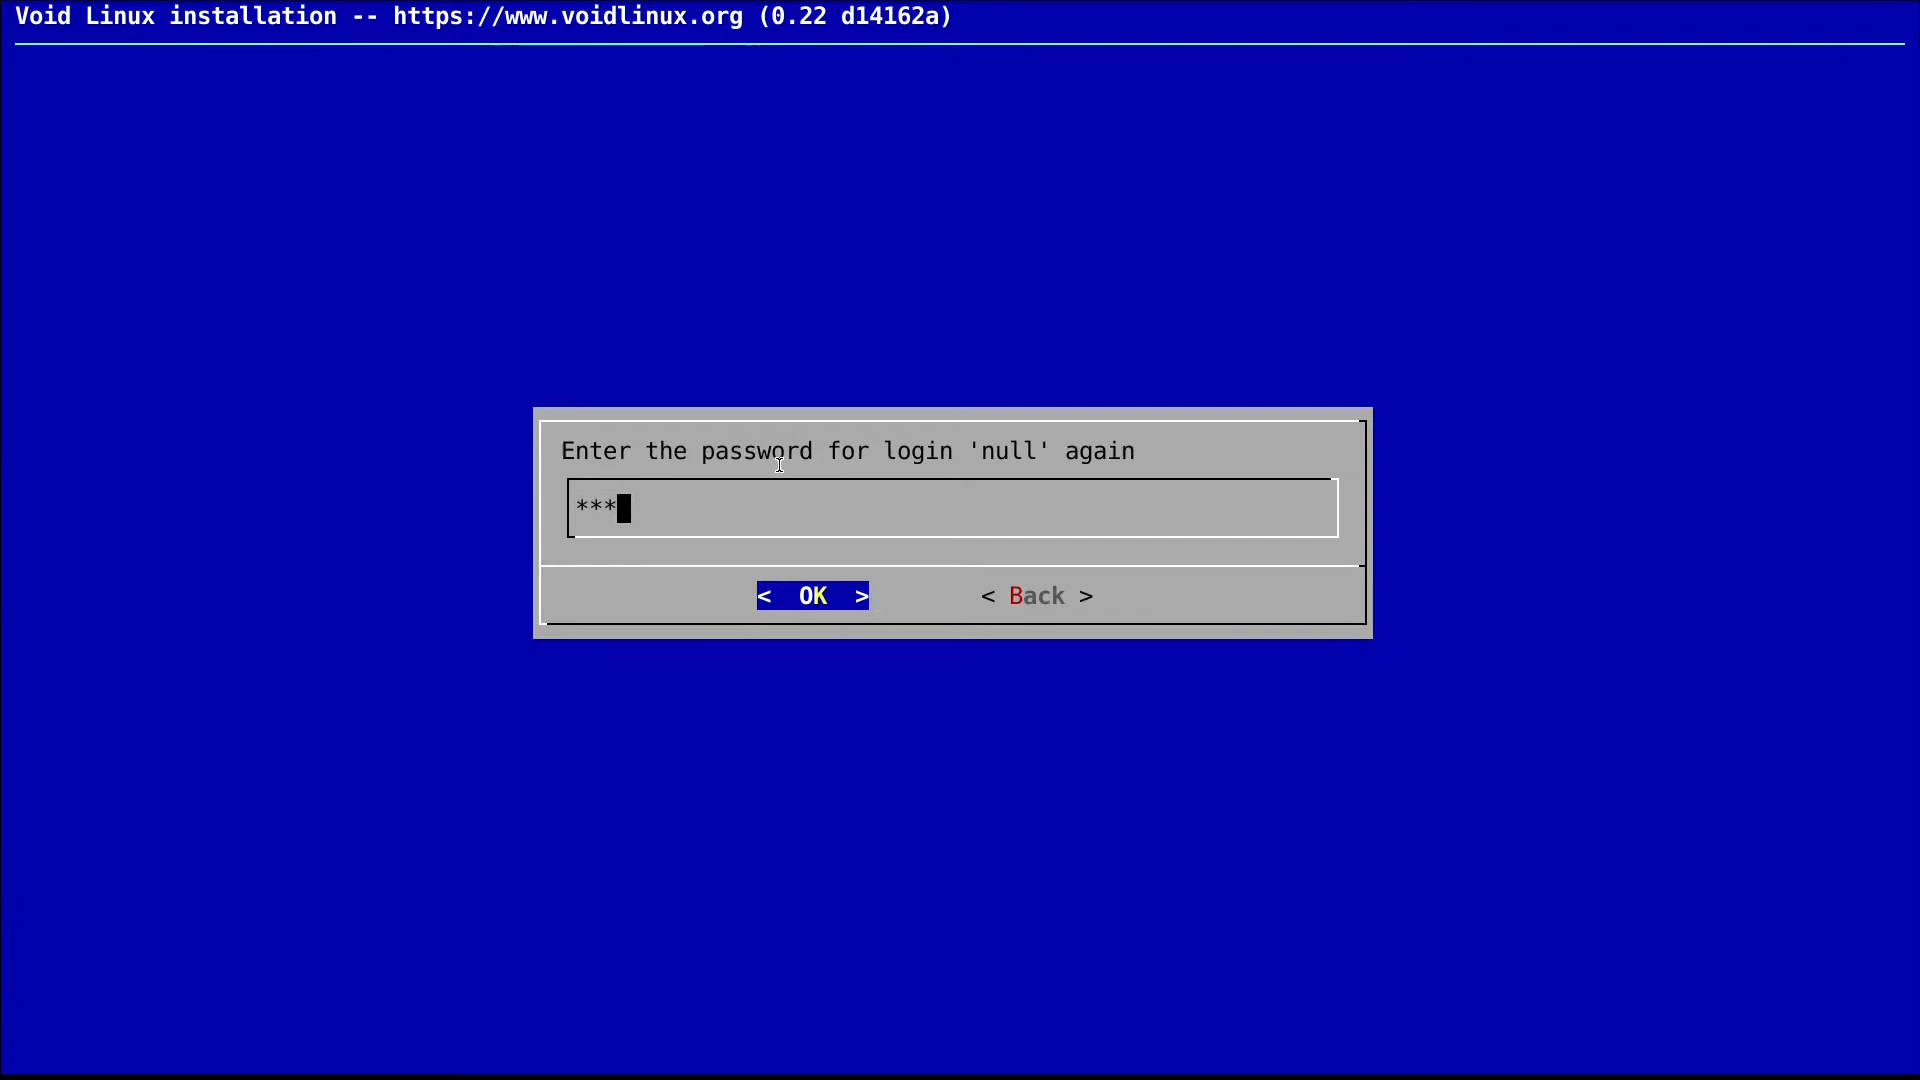 Void Linux installation -- https://www.voidlinux.org (0.22 d14162a)
Enter the password for login 'null' again
***
< OK > < Back >